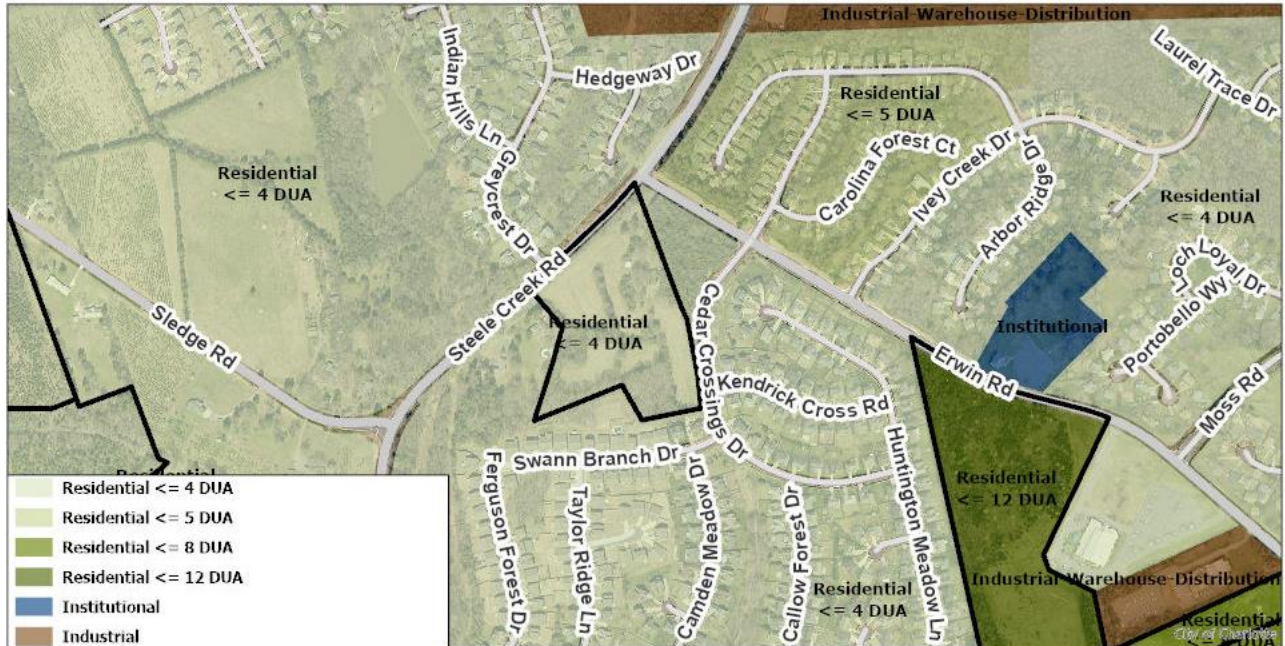 Industrial-Warehouse-Distribution
Laurel Trace Dr
Indian Hills Ln
Hedgeway Dr
Residential
<= 5 DUA
Greycrest Dr
Residential
<= 4 DUA
Carolina Forest Ct
Ivey Creek Dr
Arbor Ridge Dr
Residential
<= 4 DUA
Loch Loyal Dr
Portobello Wy
Sledge Rd
Steele Creek Rd
Residential
<= 4 DUA
Cedar Crossings Dr
Institutional
Erwin Rd
Moss Rd
Kendrick Cross Rd
Huntington Meadow Ln
Swann Branch Dr
Ferguson Forest Dr
Taylor Ridge Ln
Camden Meadow Dr
Callow Forest Dr
Residential
<= 12 DUA
Industrial-Warehouse-Distribution
Residential
<= 4 DUA
Residential
City of Charlotte
Residential
Residential <= 4 DUA
Residential <= 5 DUA
Residential <= 8 DUA
Residential <= 12 DUA
Institutional
Industrial